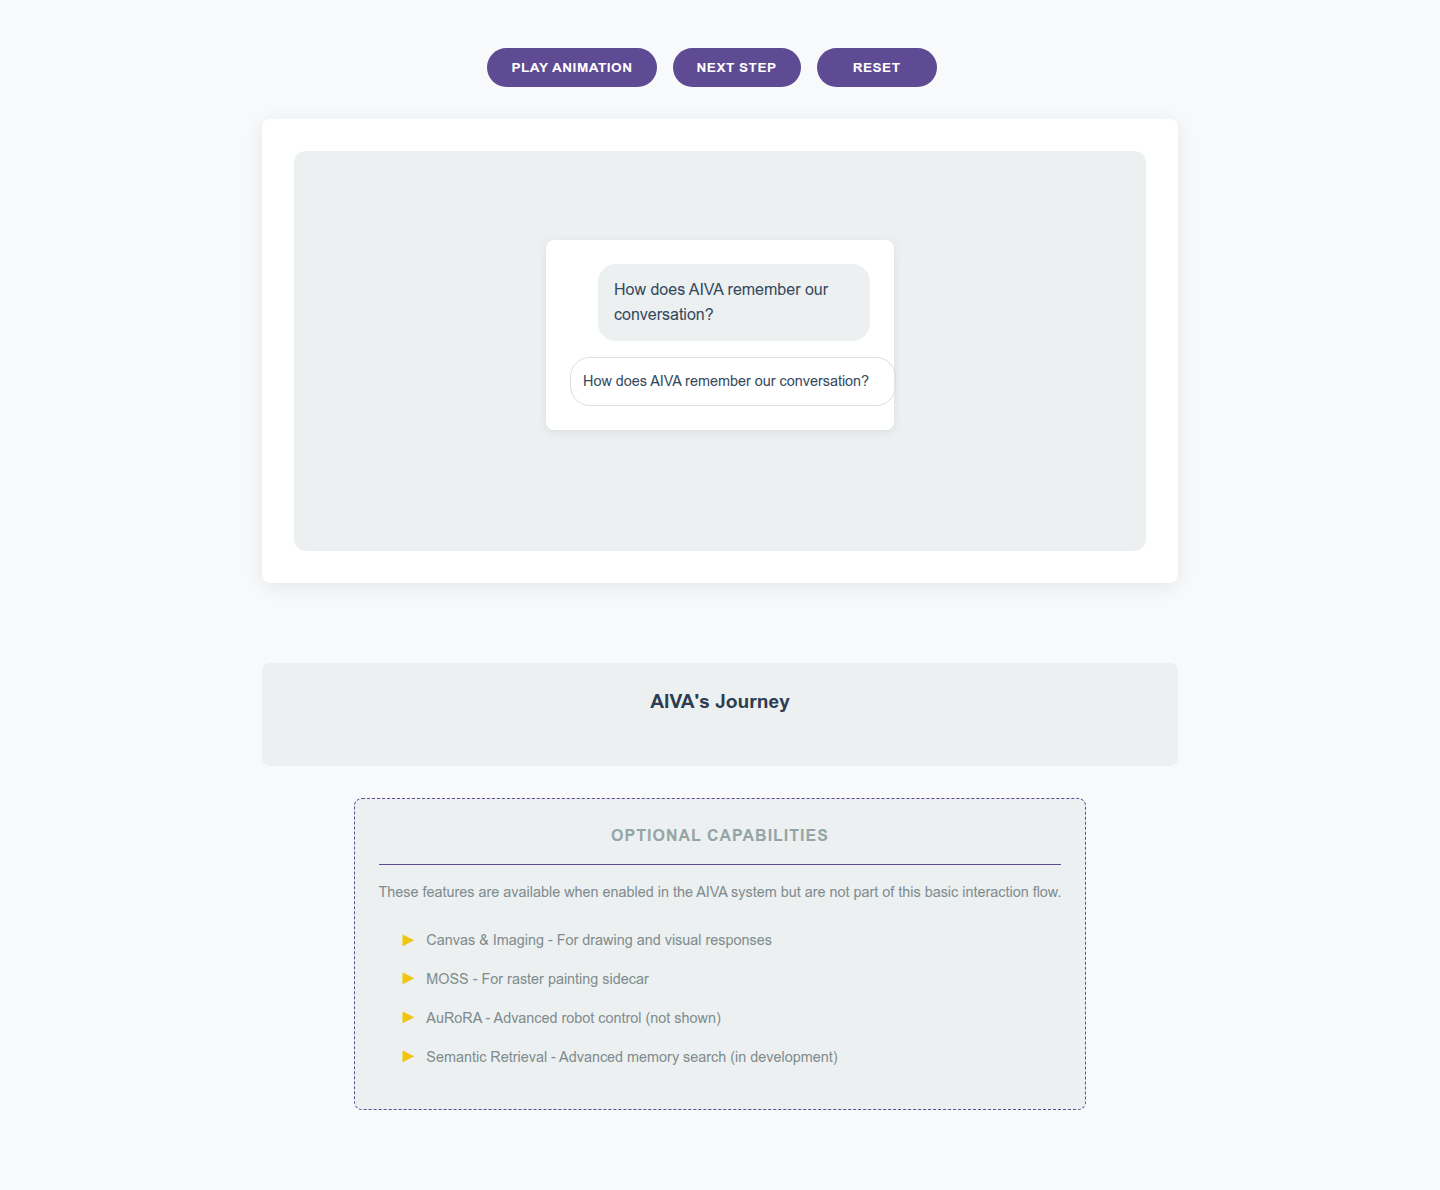 PLAY ANIMATION
NEXT STEP
RESET
How does AIVA remember our
conversation?
How does AIVA remember our conversation?
AIVA's Journey
OPTIONAL CAPABILITIES
These features are available when enabled in the AIVA system but are not part of this basic interaction flow.
Canvas & Imaging - For drawing and visual responses
MOSS - For raster painting sidecar
AuRoRA - Advanced robot control (not shown)
Semantic Retrieval - Advanced memory search (in development)